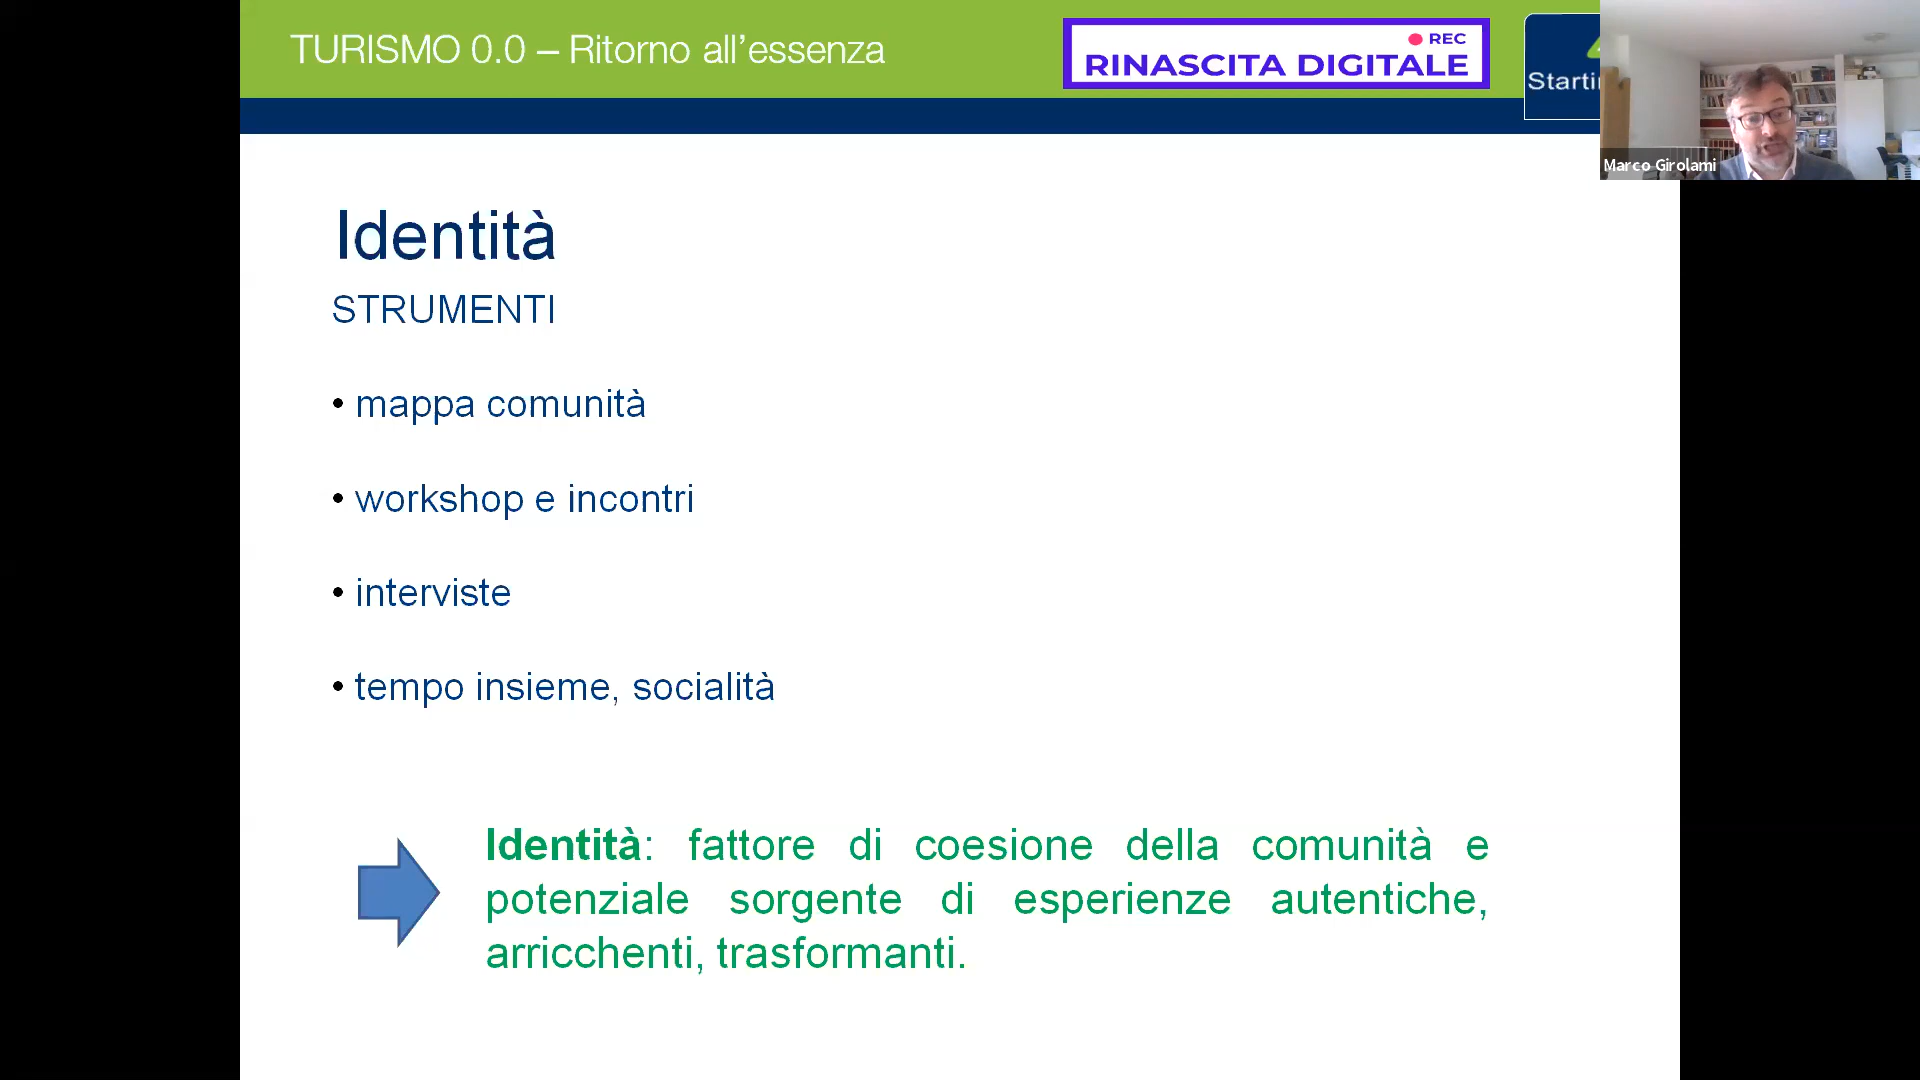 TURISMO 0.0 – Ritorno all’essenza
REC
RINASCITA DIGITALE
Marco Girolami
Identità
STRUMENTI
• mappa comunità
• workshop e incontri
• interviste
• tempo insieme, socialità
Identità: fattore di coesione della comunità e
potenziale sorgente di esperienze autentiche,
arricchenti, trasformanti.